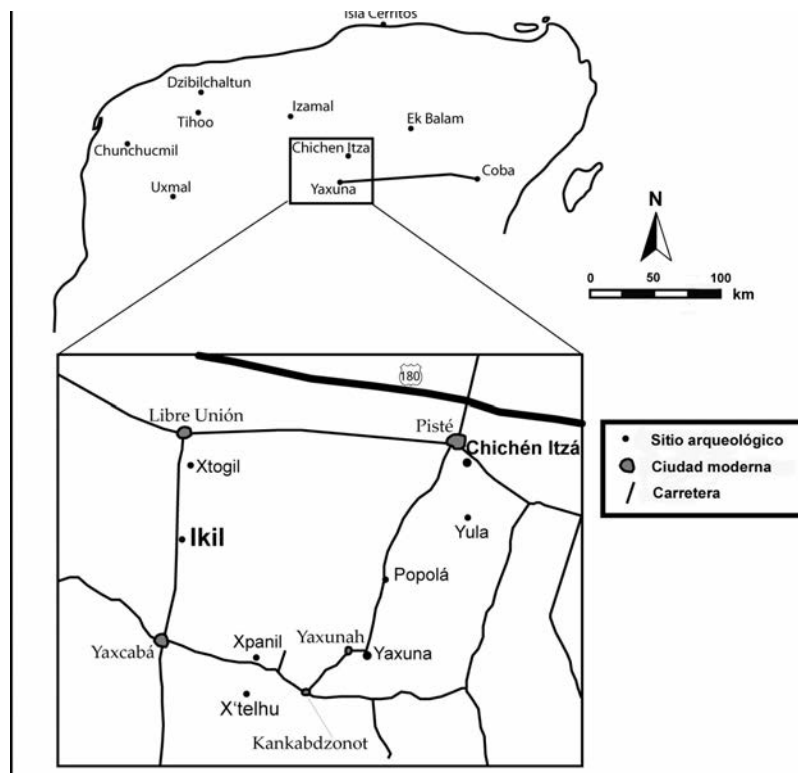 Isla Cerritos
Dzibilchaltun
Izamal
Tihoo
Ek Balam
Chunchucmil
Chichen Itza
Coba
Yaxuna
Uxmal
N
0 50 100
km
180
Libre Unión
Pisté
Chichén Itzá
Xtogil
Yula
Ikil
Popolá
Yaxunah
Xpanil
Yaxcabá
Yaxuna
X'telhu
Kankabdzonot
Sitio arqueológico
Ciudad moderna
Carretera